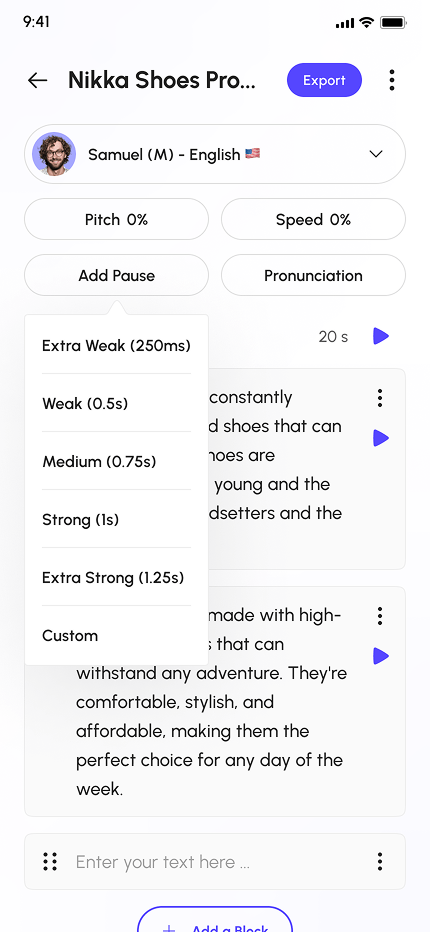 9:41
Nikka Shoes Pro...
Export
Samuel (M) - English
Pitch 0%
Speed 0%
Add Pause
Pronunciation
20 s
Extra Weak (250ms)
Weak (0.5s)
Medium (0.75s)
Strong (1s)
Extra Strong (1.25s)
Custom
constantly
shoes that can
are
young and the
and the
made with high-
that can
withstand any adventure. They're
comfortable, stylish, and
affordable, making them the
perfect choice for any day of the
week.
Enter your text here ...
Add a Block